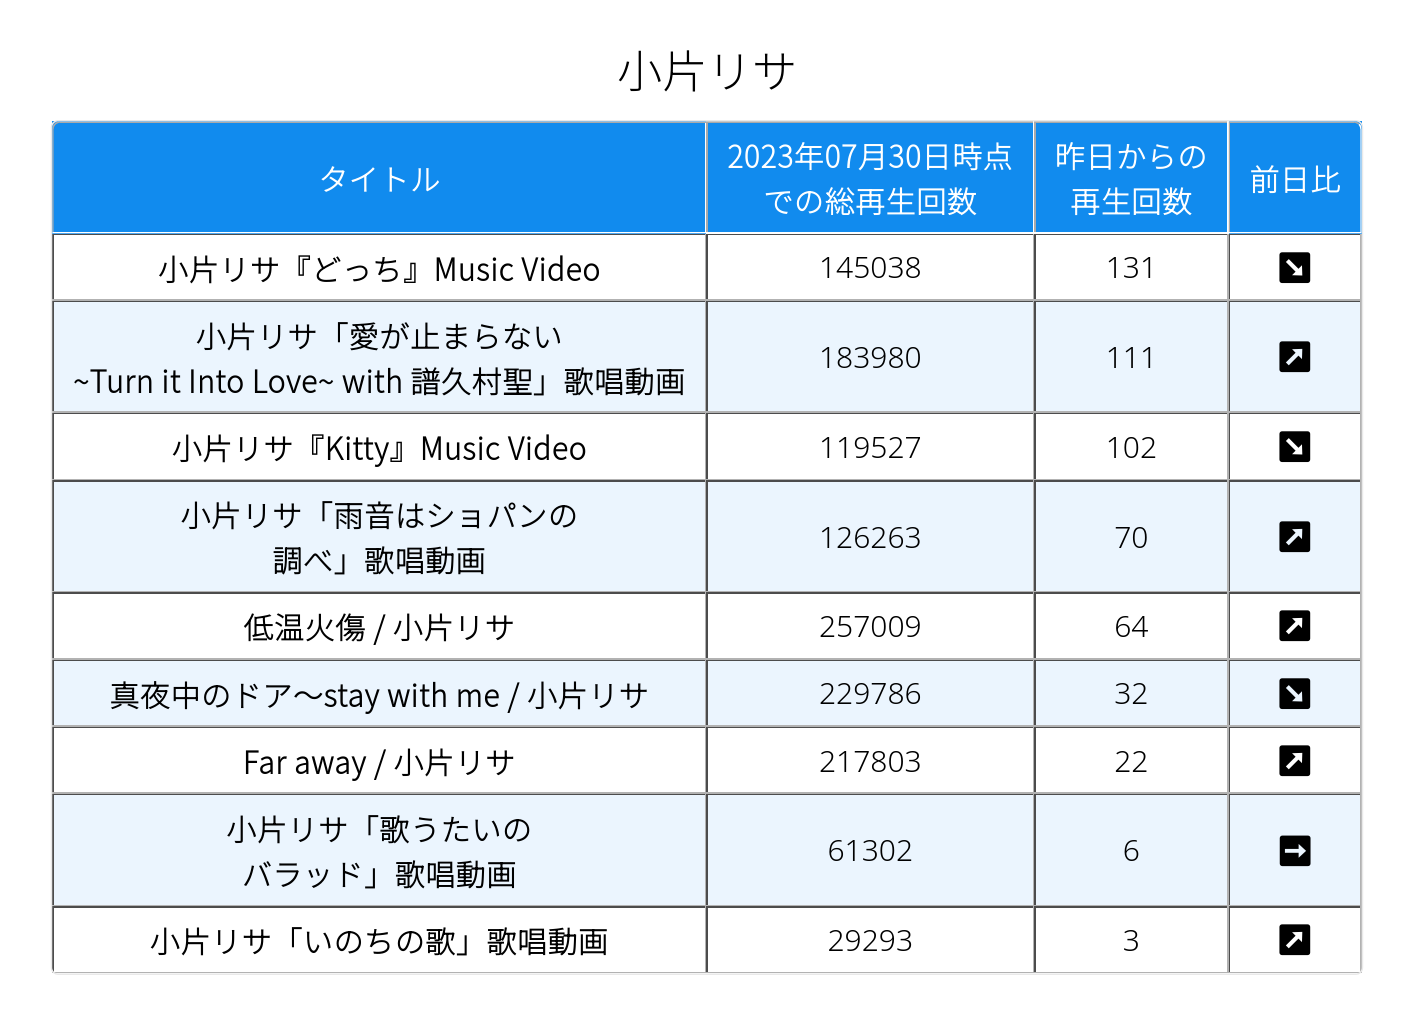 小片リサ
タイトル
2023年07月30日時点
での総再生回数
昨日からの
再生回数
前日比
小片リサ『どっち』Music Video
145038
131
小片リサ「愛が止まらない
~Turn it Into Love~ with 譜久村聖」歌唱動画
183980
111
小片リサ『Kitty』Music Video
119527
102
小片リサ「雨音はショパンの
調べ」歌唱動画
126263
70
低温火傷 / 小片リサ
257009
64
真夜中のドア〜stay with me / 小片リサ
229786
32
Far away / 小片リサ
217803
22
小片リサ「歌うたいの
バラッド」歌唱動画
61302
6
小片リサ「いのちの歌」歌唱動画
29293
3